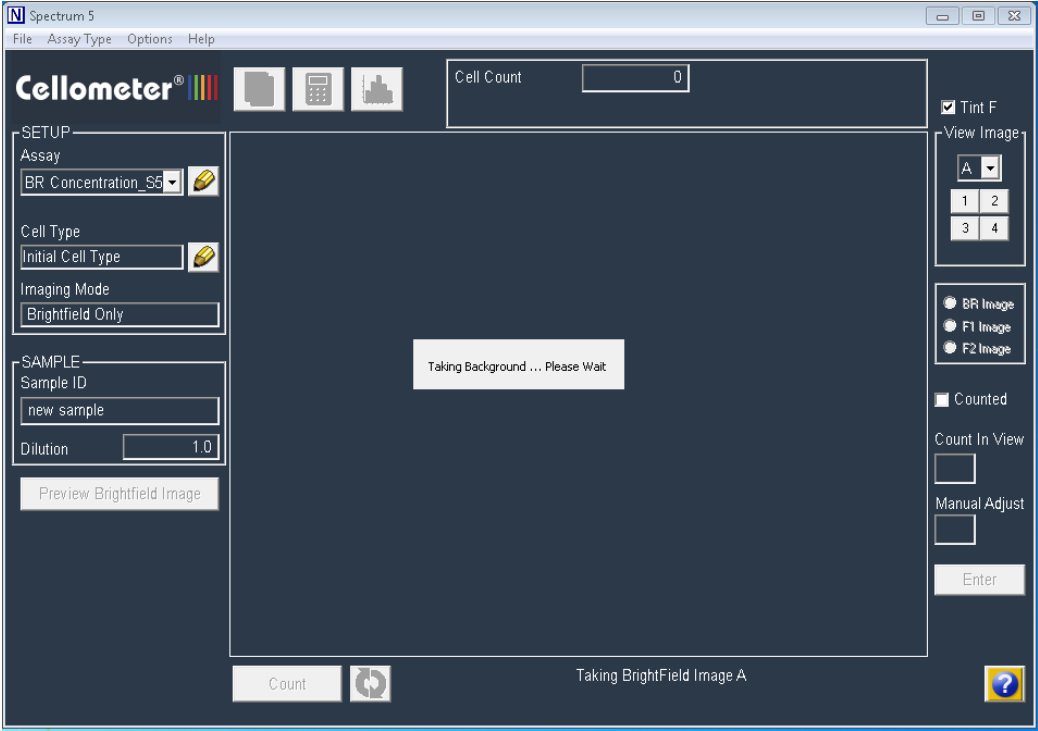 Spectrum 5
File Assay Type Options Help
Cellometer®
Cell Count 0
Tint F
SETUP
Assay
BR Concentration_S5
Cell Type
Initial Cell Type
Imaging Mode
Brightfield Only
SAMPLE
Sample ID
new sample
Dilution 1.0
Preview Brightfield Image
Taking Background ... Please Wait
View Image
A
1 2
3 4
BR Image
F1 Image
F2 Image
Counted
Count In View
Manual Adjust
Enter
Count
Taking BrightField Image A
?